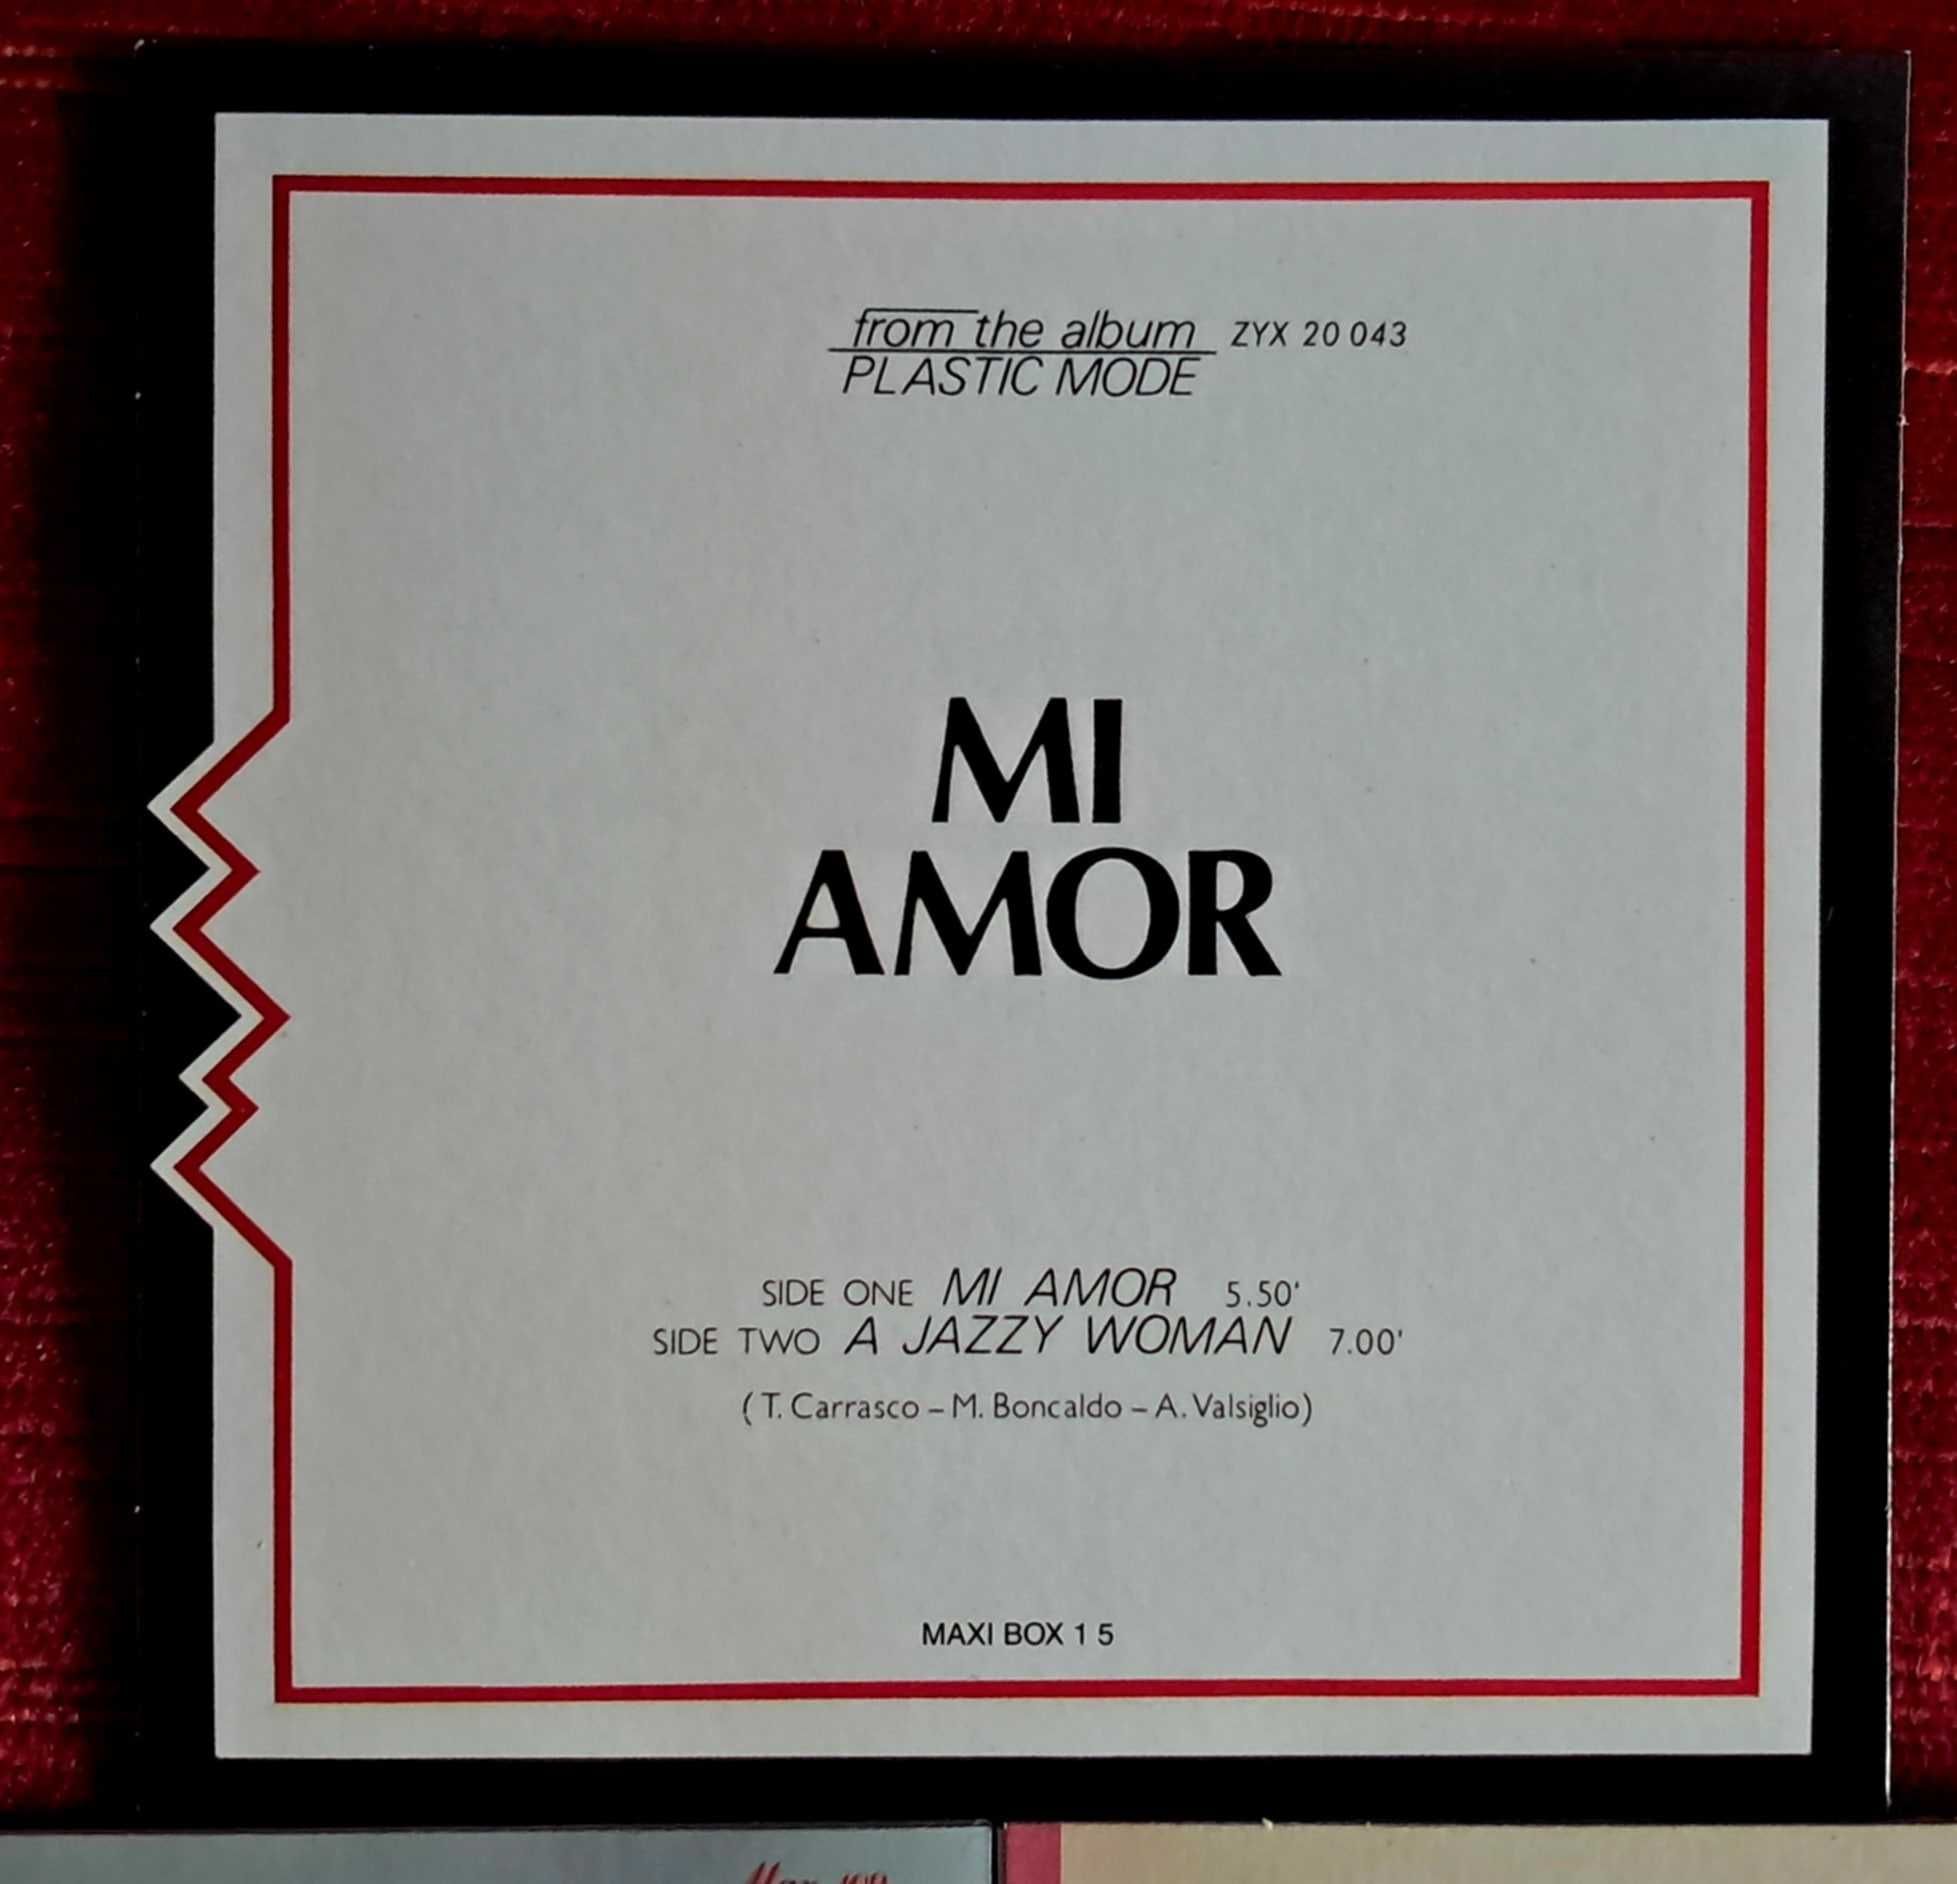 from the album ZYX 20 043
PLASTIC MODE
MI
AMOR
SIDE ONE MI AMOR 5.50'
SIDE TWO A JAZZY WOMAN 7.00'
( T. Carrasco – M. Boncaldo – A. Valsiglio)
MAXI BOX 1 5